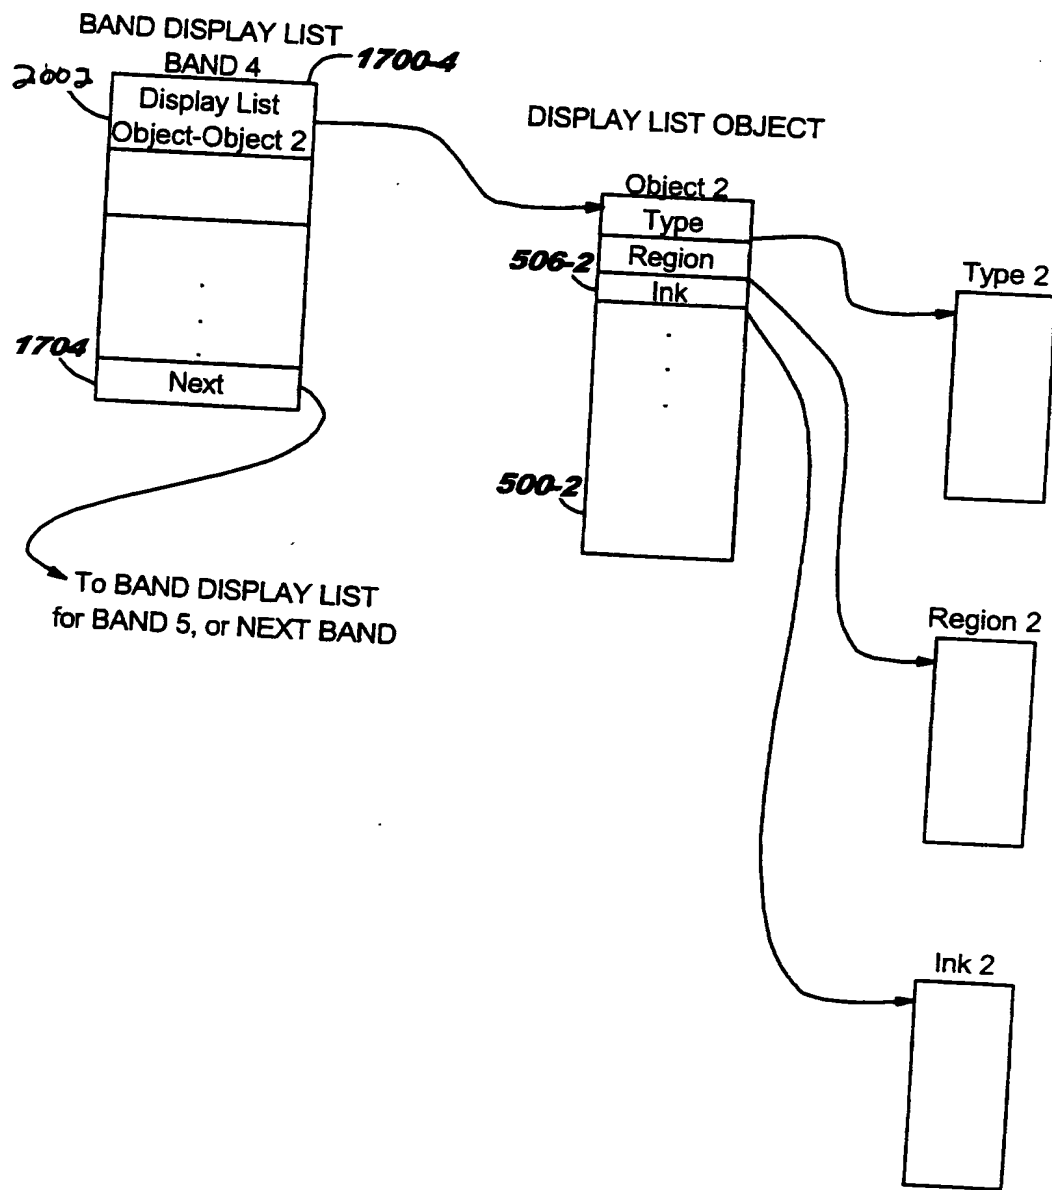 BAND DISPLAY LIST
BAND 4
1700-4
2002
Display List
Object-Object 2
DISPLAY LIST OBJECT
Object 2
Type
506-2
Region
Ink
Type 2
1704
Next
500-2
To BAND DISPLAY LIST
for BAND 5, or NEXT BAND
Region 2
Ink 2